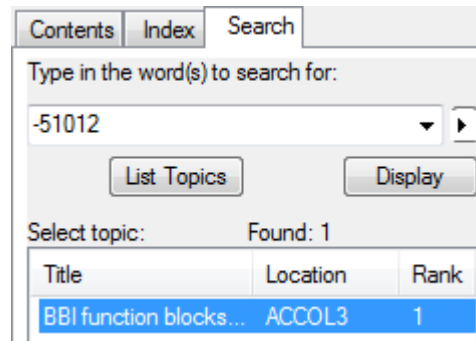 Contents Index Search
Type in the word(s) to search for:
-51012
List Topics Display
Select topic: Found: 1
Title Location Rank
BBI function blocks... ACCOL3 1